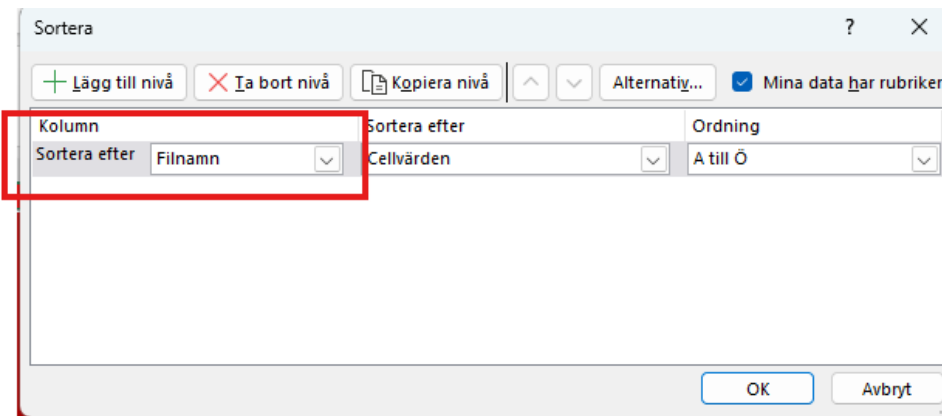 Sortera ?
Lägg till nivå Ta bort nivå Kopiera nivå Alternativ... Mina data har rubriker
Kolumn Sortera efter Ordning
Sortera efter Filnamn Cellvärden A till Ö
OK Avbryt